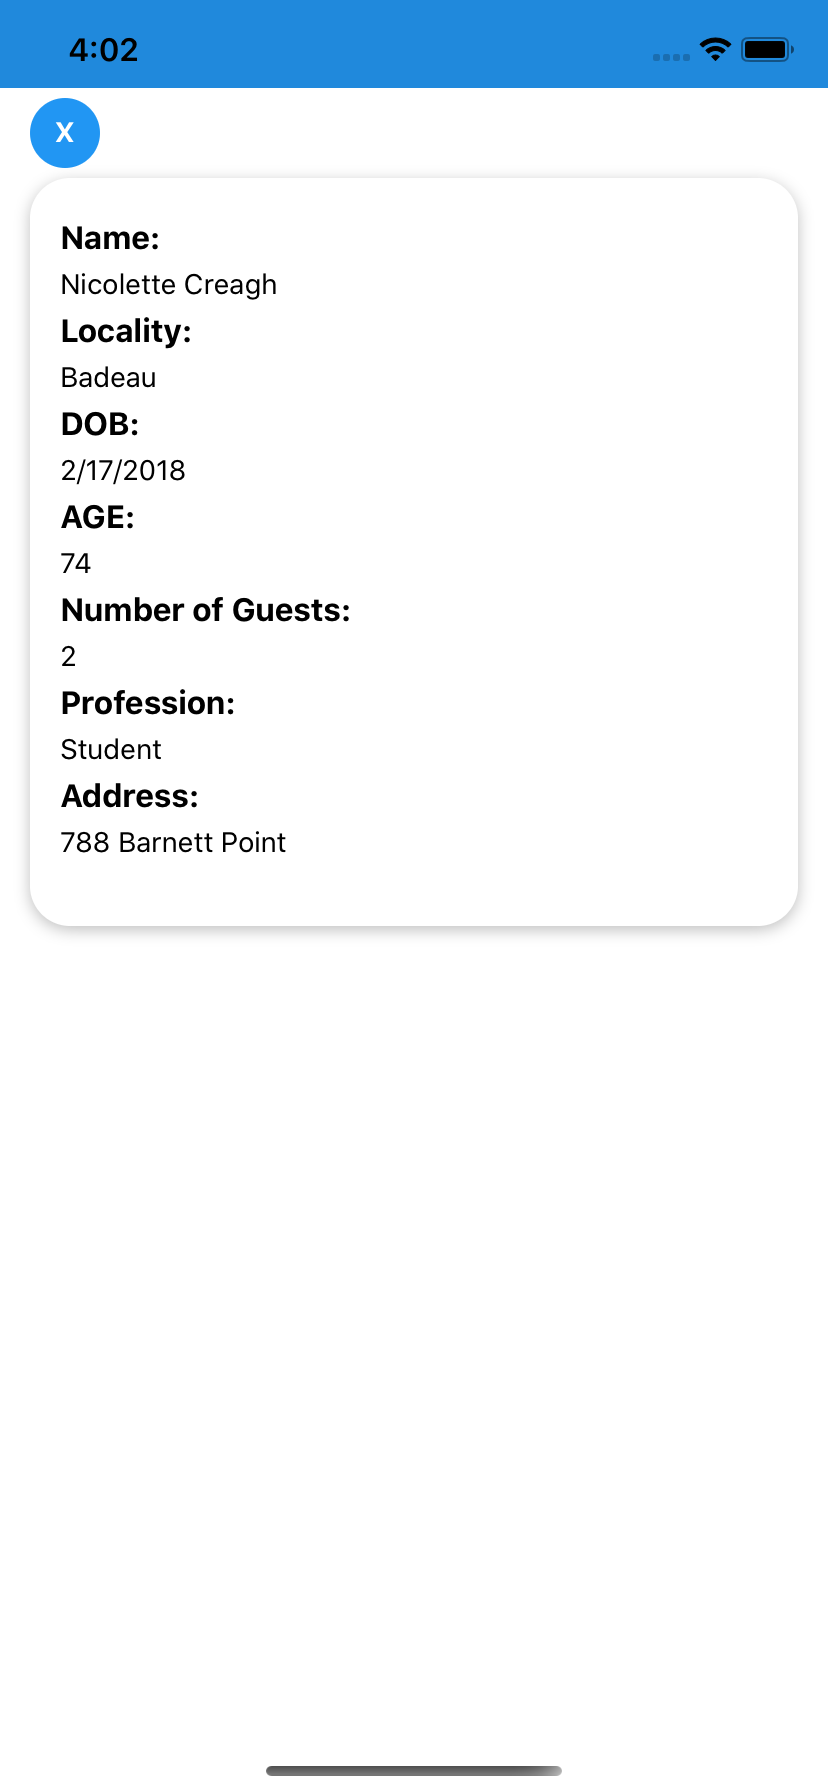 4:02
X
Name:
Nicolette Creagh
Locality:
Badeau
DOB:
2/17/2018
AGE:
74
Number of Guests:
2
Profession:
Student
Address:
788 Barnett Point